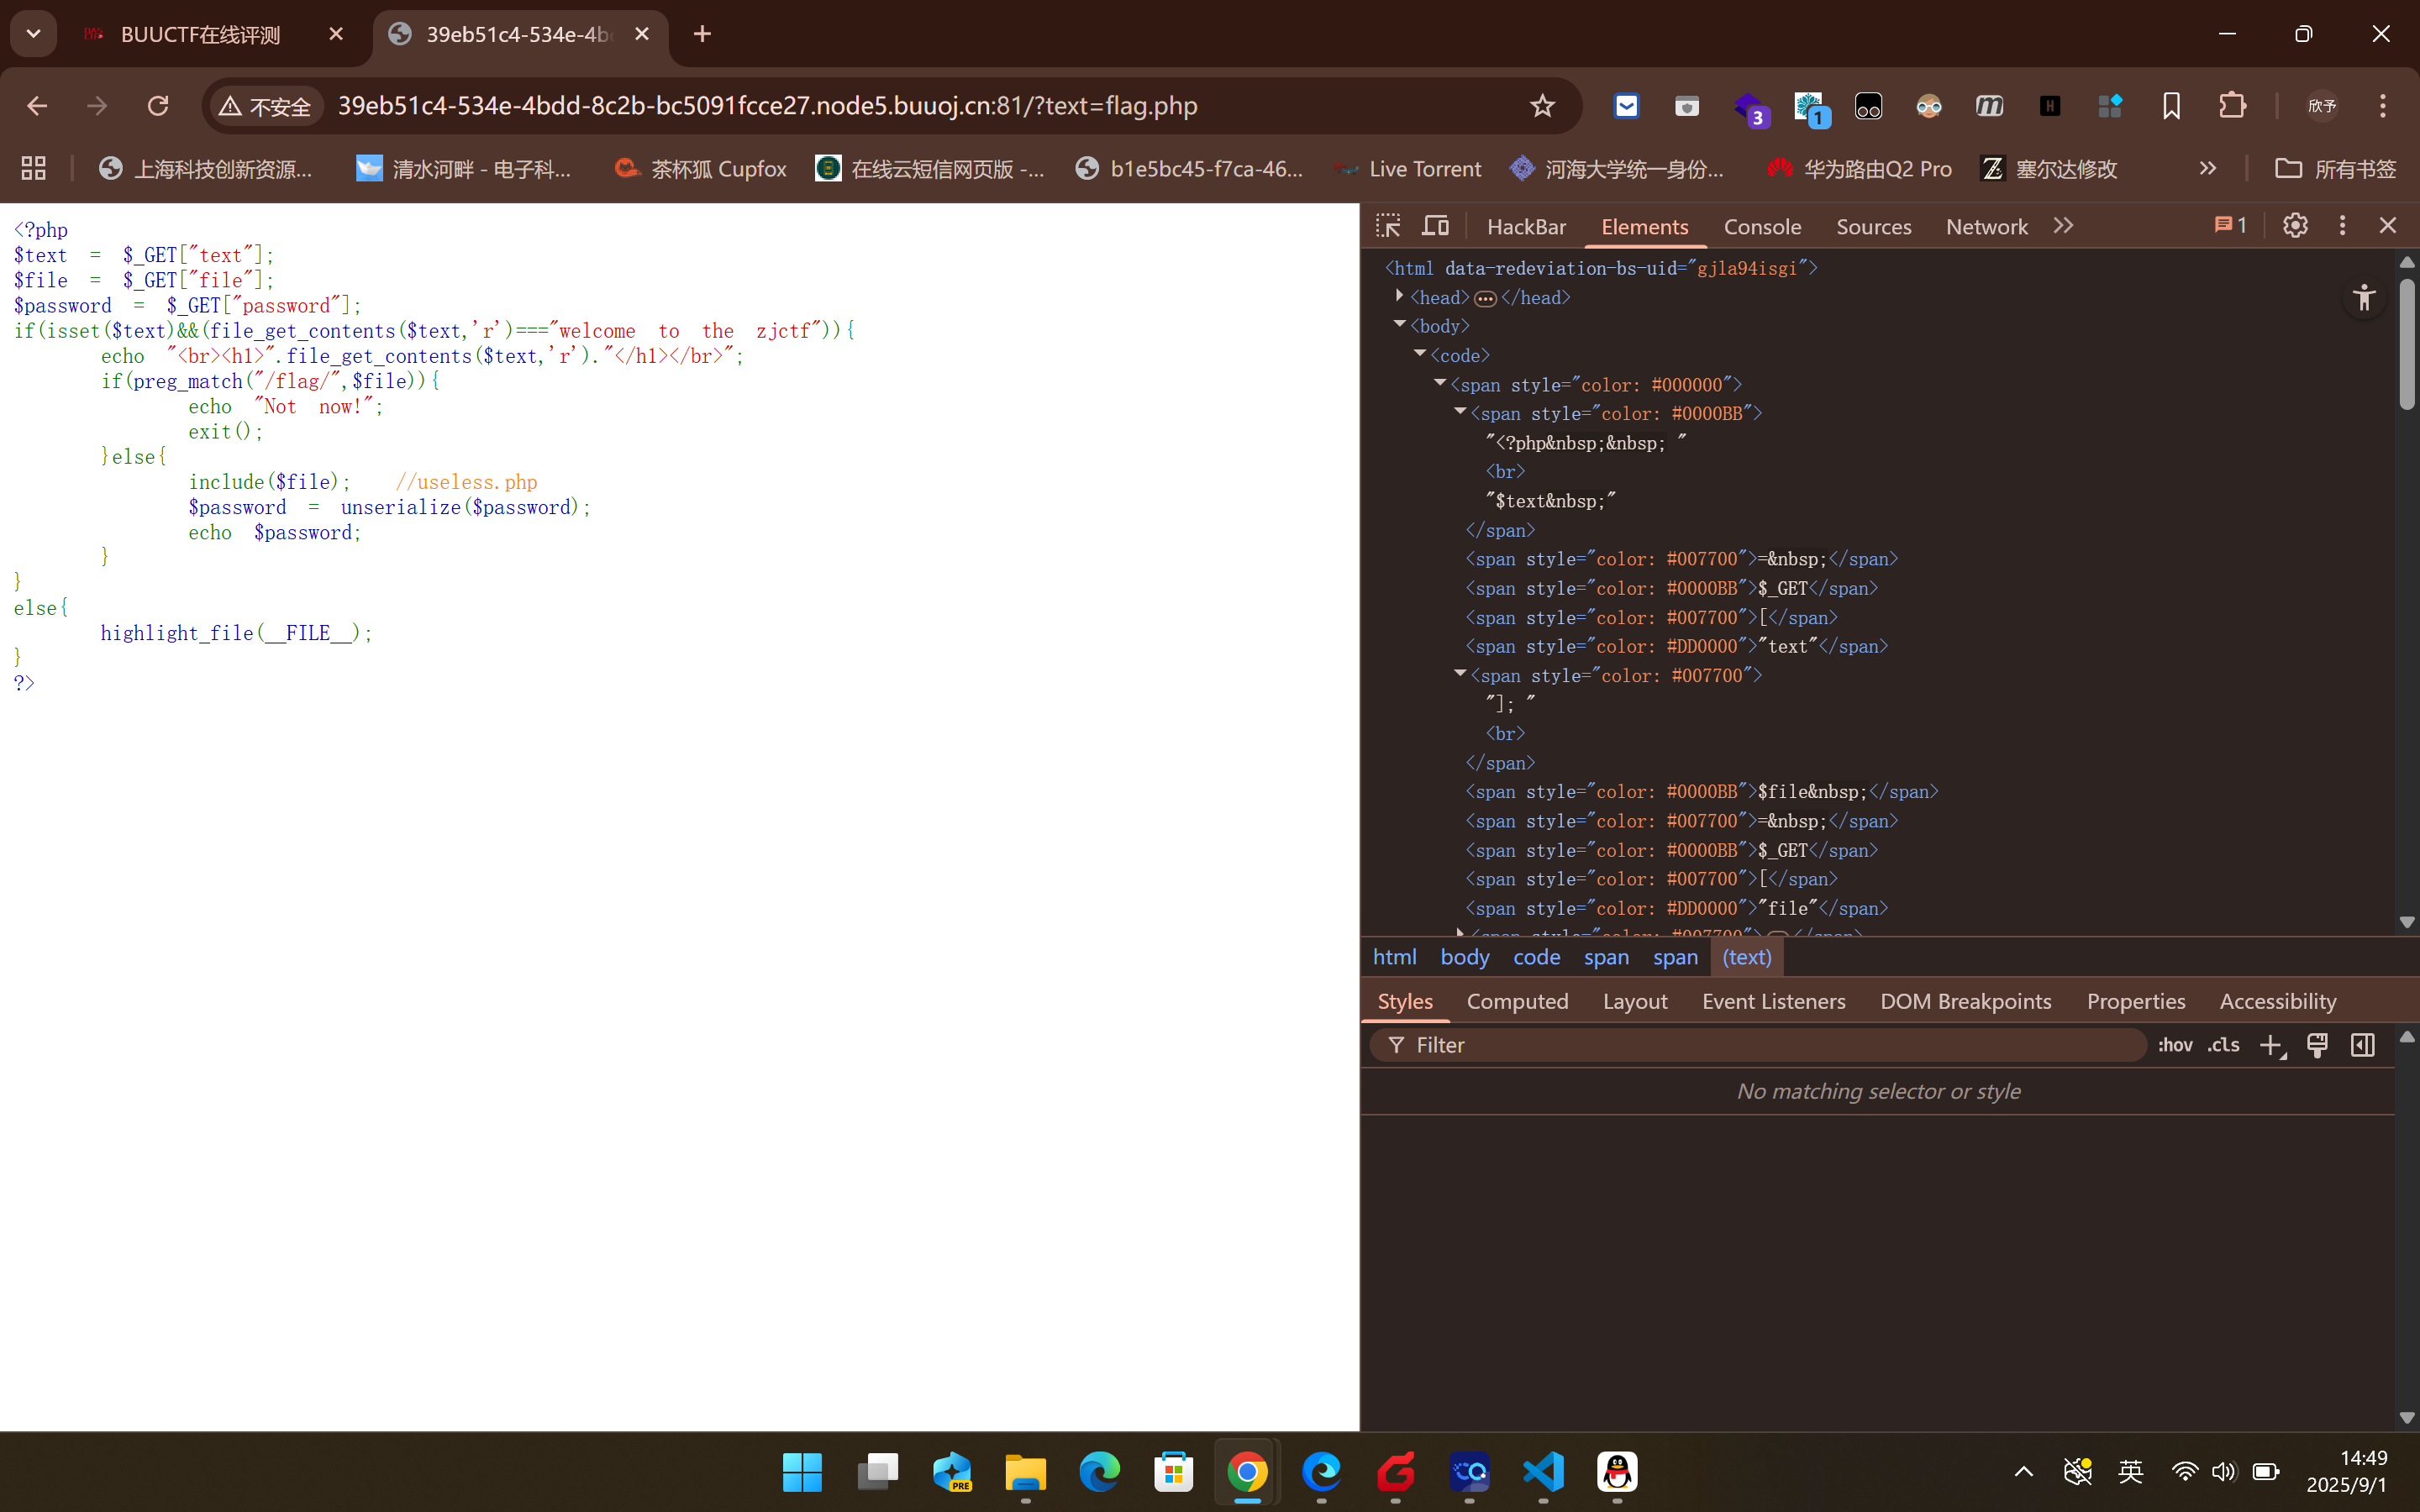 BUUCTF在线评测
39eb51c4-534e-4b
不安全
39eb51c4-534e-4bdd-8c2b-bc5091fcce27.node5.buuoj.cn:81/?text=flag.php
3
1
欣予
上海科技创新资源...
清水河畔 - 电子科...
茶杯狐 Cupfox
在线云短信网页版 -...
b1e5bc45-f7ca-46...
Live Torrent
河海大学统一身份...
华为路由Q2 Pro
塞尔达修改
所有书签
<?php
$text = $_GET["text"];
$file = $_GET["file"];
$password = $_GET["password"];
if(isset($text)&&(file_get_contents($text,'r')==="welcome to the zjctf")){
echo "<br><h1>".file_get_contents($text,'r')."</h1></br>";
if(preg_match("/flag/",$file)){
echo "Not now!";
exit();
}else{
include($file); //useless.php
$password = unserialize($password);
echo $password;
}
}
else{
highlight_file(__FILE__);
}
?>
HackBar Elements Console Sources Network 1
<html data-redeviation-bs-uid="gjla94isgi">
<head>...</head>
<body>
<code>
<span style="color: #000000">
<span style="color: #0000BB">
"<?php&nbsp;&nbsp; "
<br>
"$text&nbsp;"
</span>
<span style="color: #007700">=&nbsp;</span>
<span style="color: #0000BB">$_GET</span>
<span style="color: #007700">[</span>
<span style="color: #DD0000">"text"</span>
<span style="color: #007700">
"]; "
<br>
</span>
<span style="color: #0000BB">$file&nbsp;</span>
<span style="color: #007700">=&nbsp;</span>
<span style="color: #0000BB">$_GET</span>
<span style="color: #007700">[</span>
<span style="color: #DD0000">"file"</span>
<span style="color: #007700">...</span>
html body code span span (text)
Styles Computed Layout Event Listeners DOM Breakpoints Properties Accessibility
Filter :hov .cls
No matching selector or style
PRE
英
14:49
2025/9/1